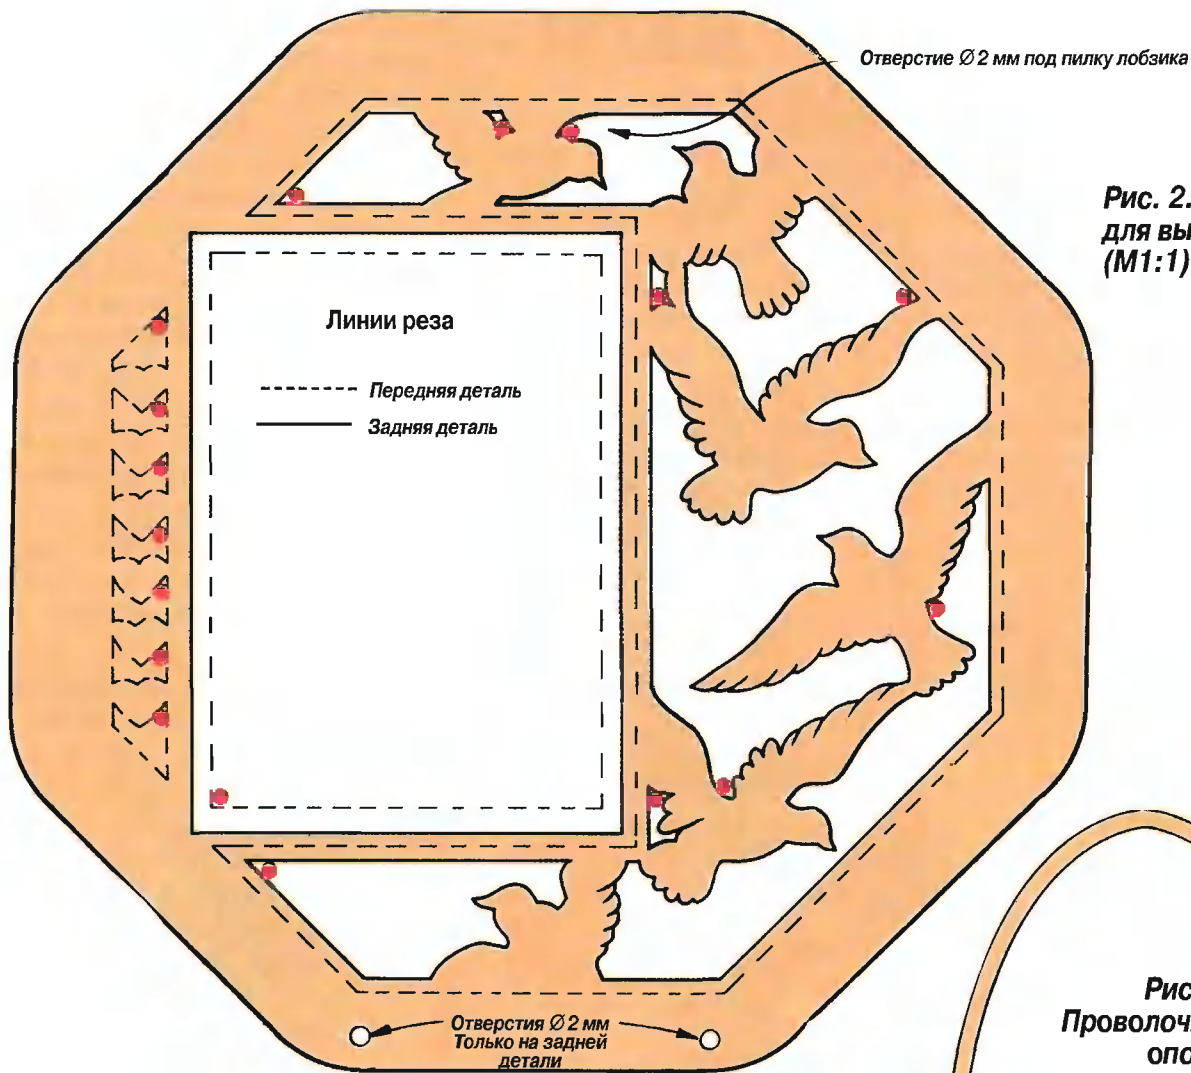 Отверстие Ø 2 мм под пилку лобзика
Рис. 2.
для вы
(М1:1)
Линии реза
Передняя деталь
Задняя деталь
Отверстия Ø 2 мм
Только на задней
детали
Рис
Проволоч
опо